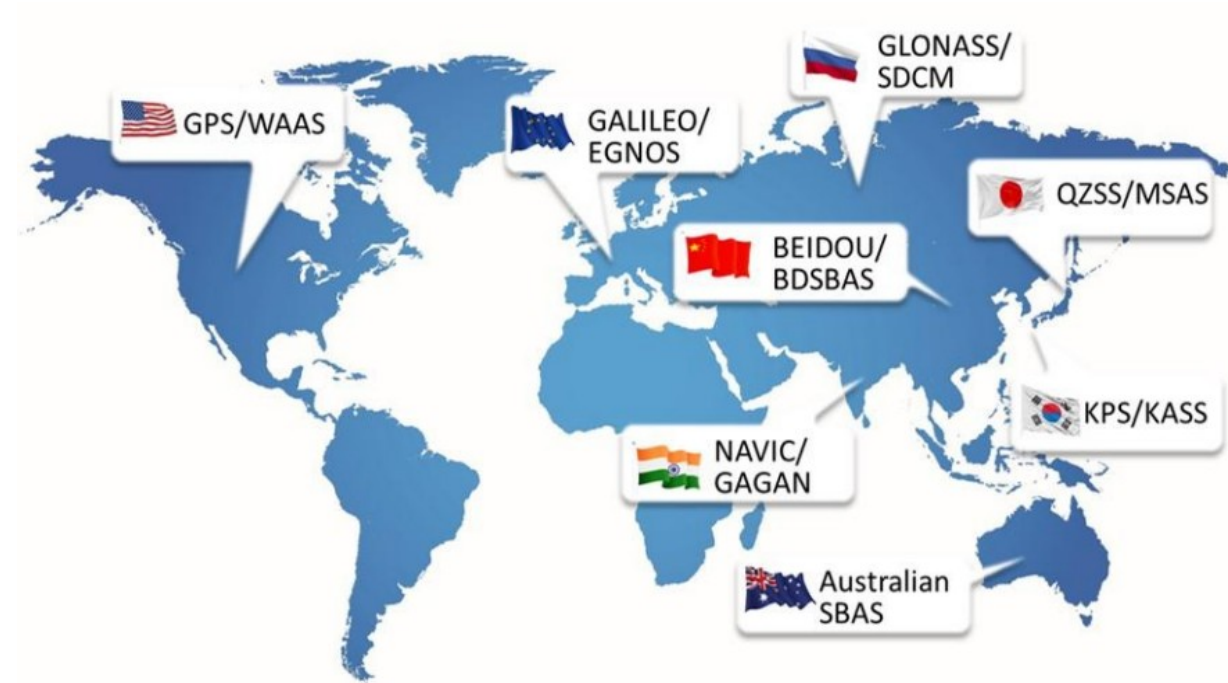 GLONASS/
SDCM
GPS/WAAS
GALILEO/
EGNOS
QZSS/MSAS
BEIDOU/
BDSBAS
KPS/KASS
NAVIC/
GAGAN
Australian
SBAS